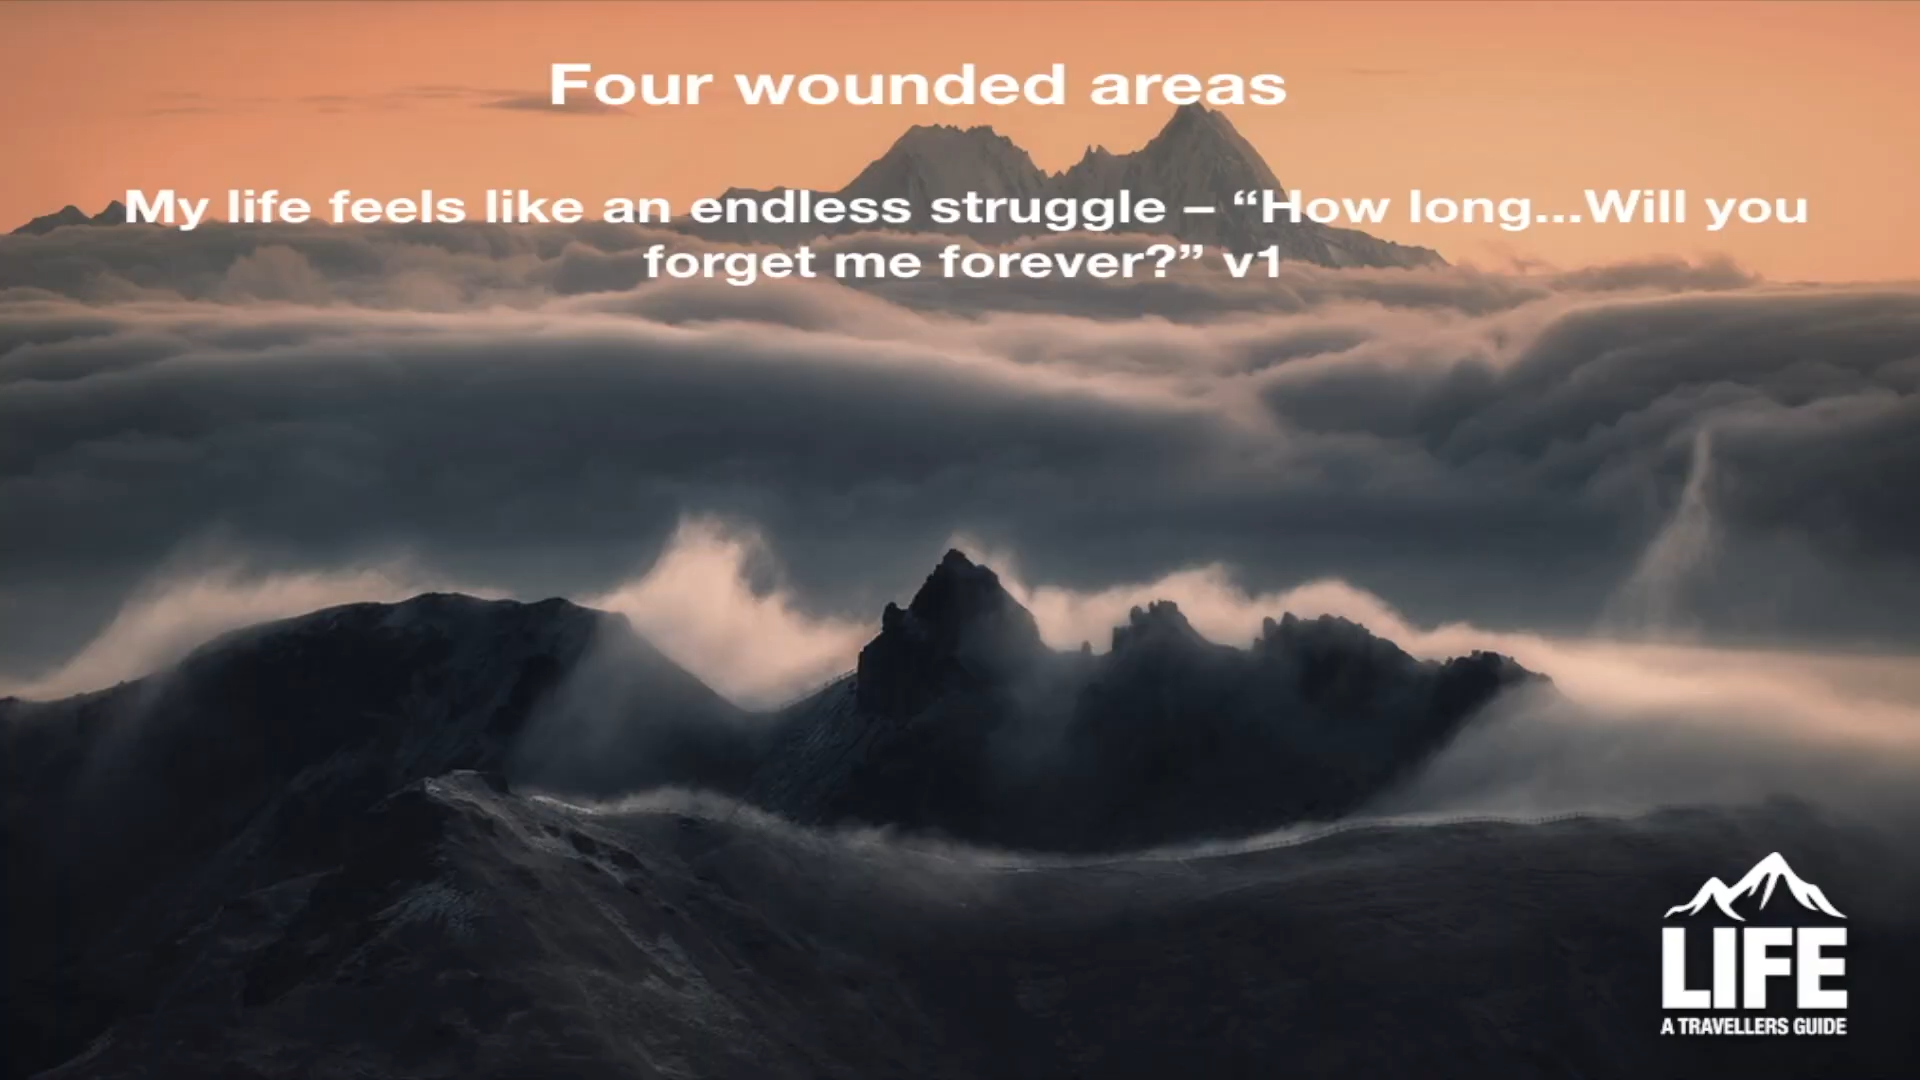 Four wounded areas
My life feels like an endless struggle – “How long...Will you
forget me forever?” v1
LIFE
A TRAVELLERS GUIDE